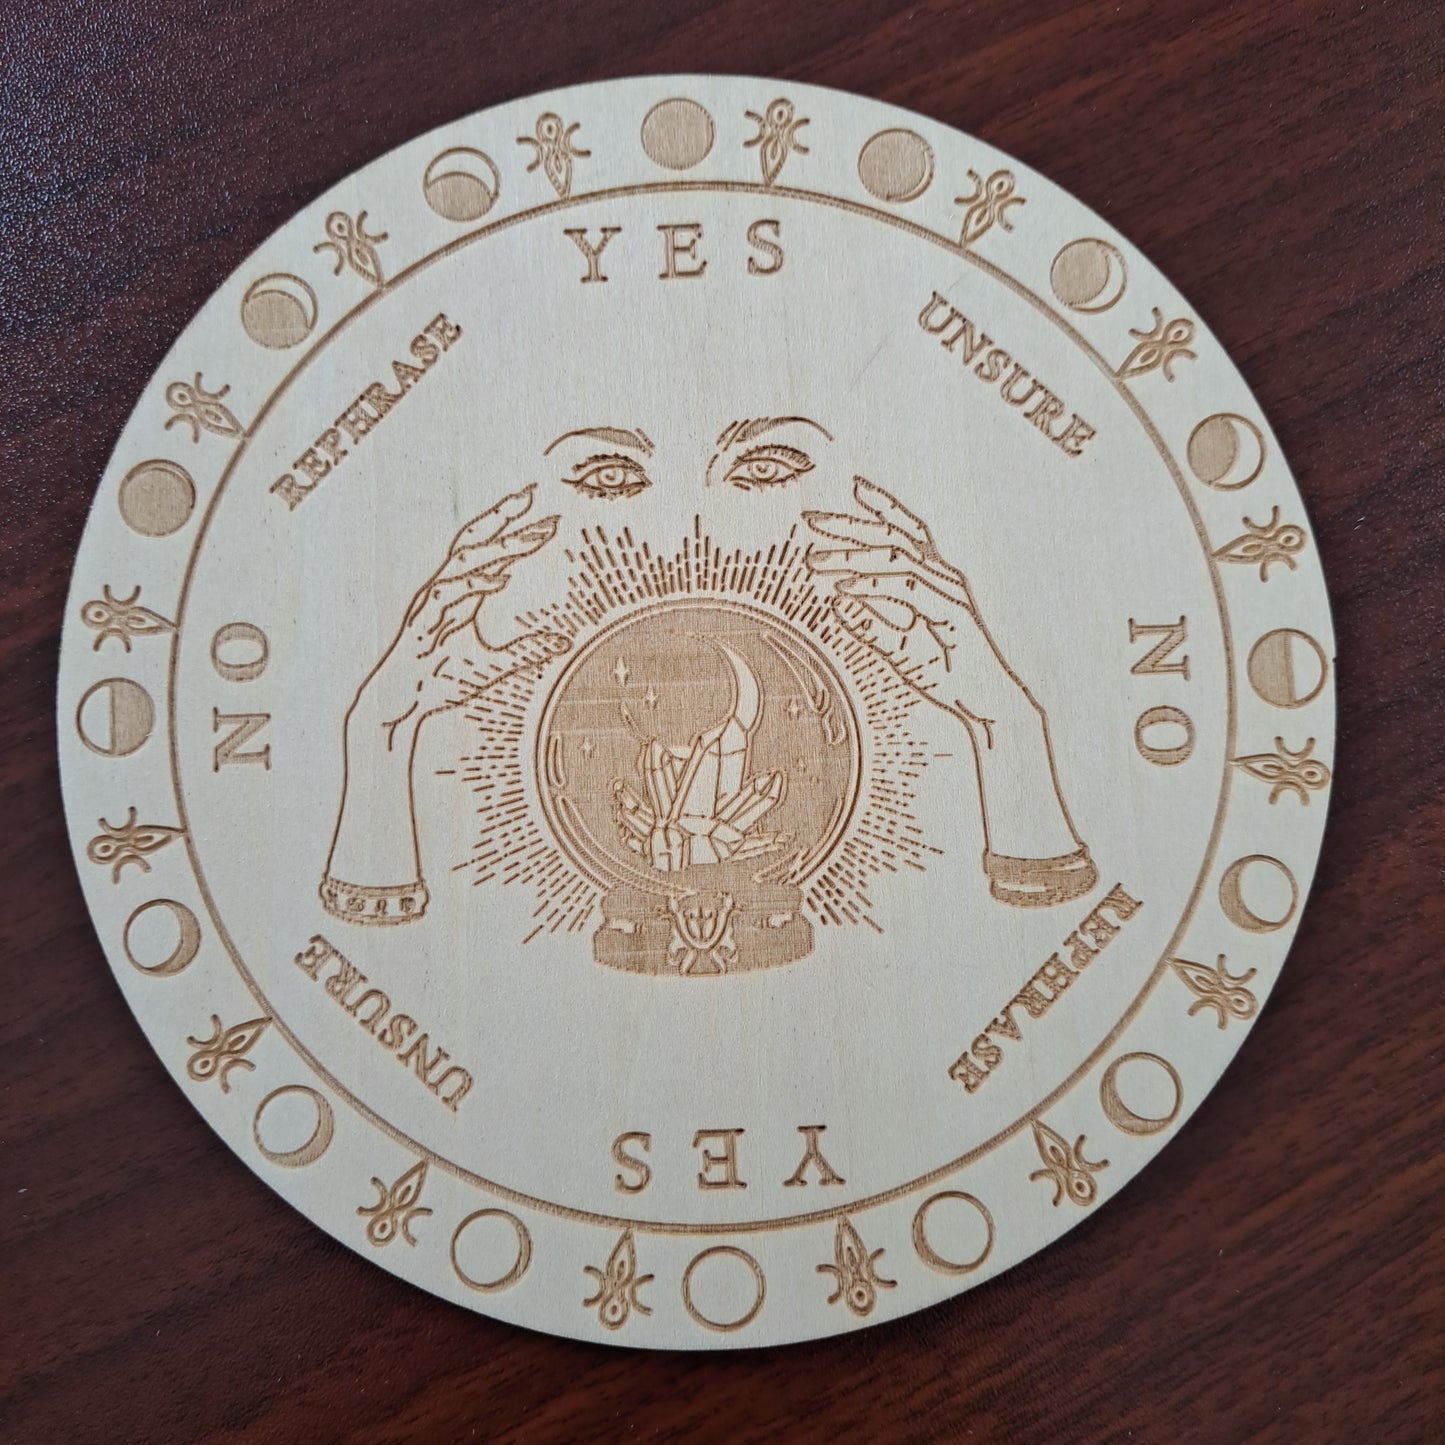 YES
UNSURE
NO
REPHRASE
YES
UNSURE
NO
REPHRASE